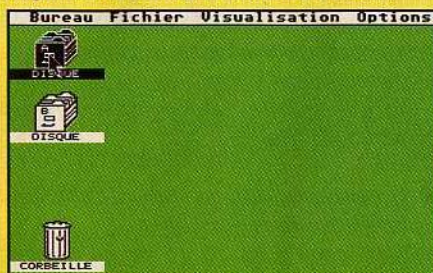 Bureau Fichier Visualisation Options
A
DISQUE
B
DISQUE
CORBEILLE